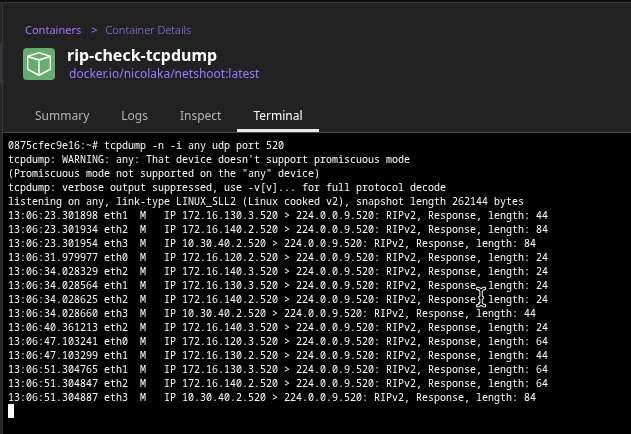 Containers > Container Details
rip-check-tcpdump
docker.io/nicolaka/netshoot:latest
Summary Logs Inspect Terminal
0875cfec9e16:~# tcpdump -n -i any udp port 520
tcpdump: WARNING: any: That device doesn't support promiscuous mode
(Promiscuous mode not supported on the "any" device)
tcpdump: verbose output suppressed, use -v[v]... for full protocol decode
listening on any, link-type LINUX_SLL2 (Linux cooked v2), snapshot length 262144 bytes
13:06:23.301898 eth1  M   IP 172.16.130.3.520 > 224.0.0.9.520: RIPv2, Response, length: 44
13:06:23.301934 eth2  M   IP 172.16.140.2.520 > 224.0.0.9.520: RIPv2, Response, length: 84
13:06:23.301954 eth3  M   IP 10.30.40.2.520 > 224.0.0.9.520: RIPv2, Response, length: 84
13:06:31.979977 eth0  M   IP 172.16.120.2.520 > 224.0.0.9.520: RIPv2, Response, length: 24
13:06:34.028329 eth2  M   IP 172.16.140.3.520 > 224.0.0.9.520: RIPv2, Response, length: 24
13:06:34.028564 eth1  M   IP 172.16.130.2.520 > 224.0.0.9.520: RIPv2, Response, length: 24
13:06:34.028625 eth2  M   IP 172.16.140.2.520 > 224.0.0.9.520: RIPv2, Response, length: 24
13:06:34.028660 eth3  M   IP 10.30.40.2.520 > 224.0.0.9.520: RIPv2, Response, length: 44
13:06:40.361213 eth2  M   IP 172.16.140.3.520 > 224.0.0.9.520: RIPv2, Response, length: 24
13:06:47.103241 eth0  M   IP 172.16.120.3.520 > 224.0.0.9.520: RIPv2, Response, length: 64
13:06:47.103299 eth1  M   IP 172.16.130.2.520 > 224.0.0.9.520: RIPv2, Response, length: 44
13:06:51.304765 eth1  M   IP 172.16.130.3.520 > 224.0.0.9.520: RIPv2, Response, length: 64
13:06:51.304847 eth2  M   IP 172.16.140.2.520 > 224.0.0.9.520: RIPv2, Response, length: 64
13:06:51.304887 eth3  M   IP 10.30.40.2.520 > 224.0.0.9.520: RIPv2, Response, length: 84